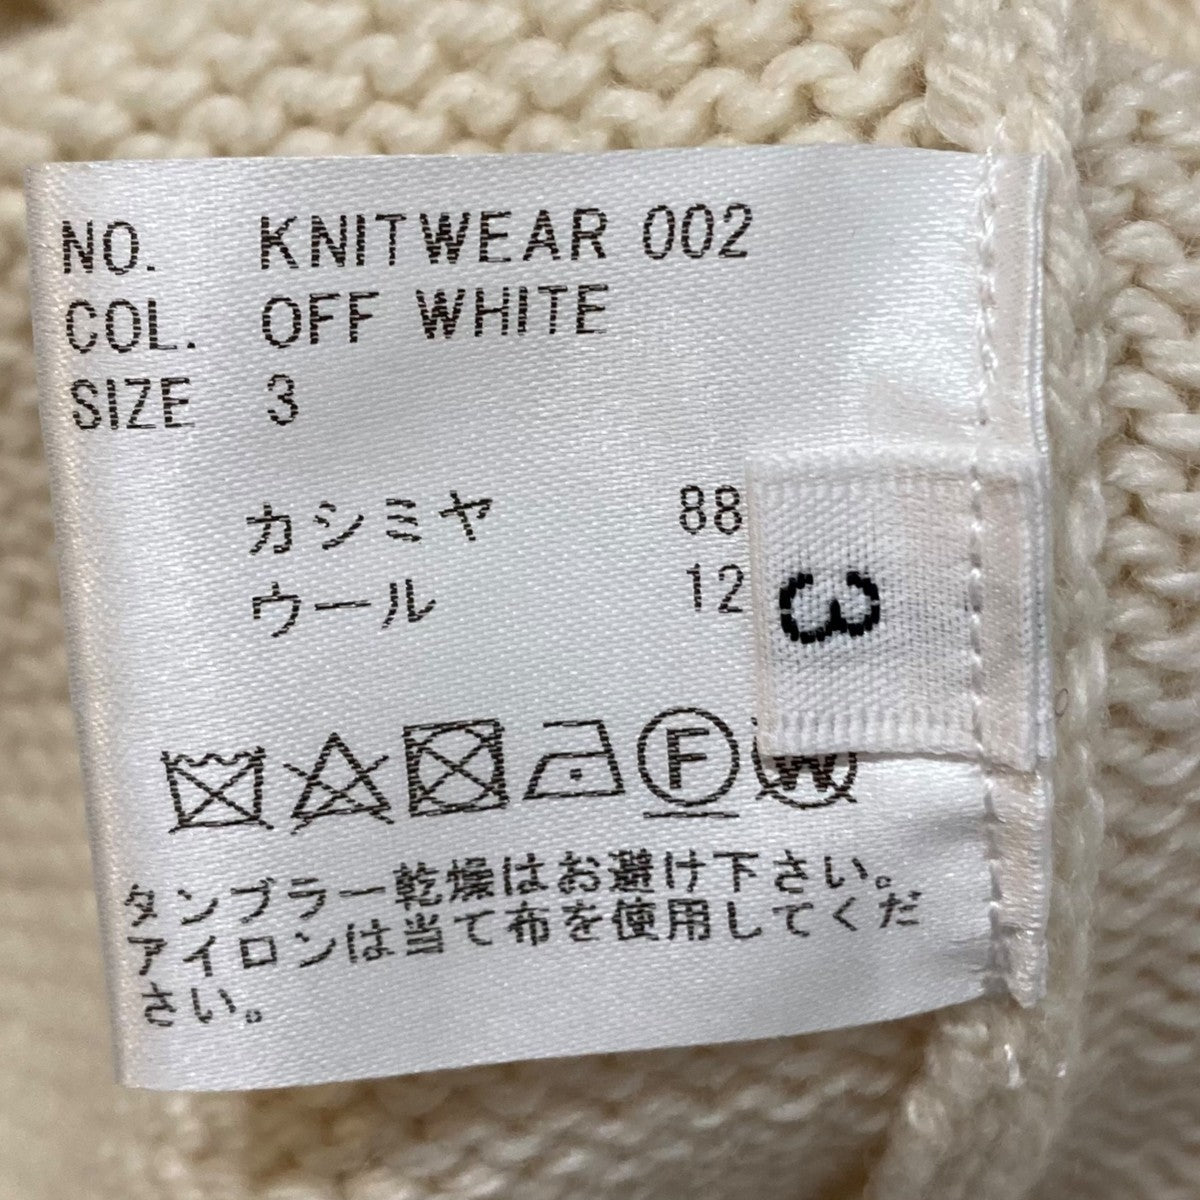 NO. KNITWEAR 002
COL. OFF WHITE
SIZE 3
カシミヤ 88
ウール 12
3
F W
タンブラー乾燥はお避け下さい。
アイロンは当て布を使用してくだ
さい。